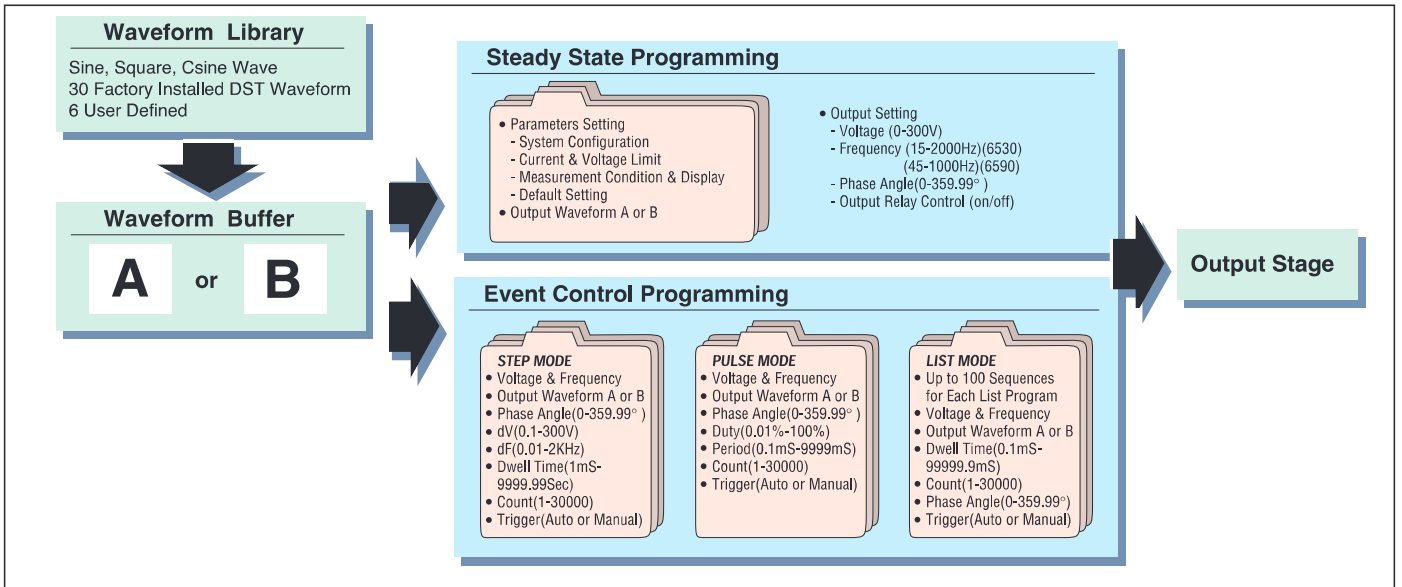 Waveform Library
Sine, Square, Csine Wave
30 Factory Installed DST Waveform
6 User Defined
Waveform Buffer
A or B
Steady State Programming
• Parameters Setting
- System Configuration
- Current & Voltage Limit
- Measurement Condition & Display
- Default Setting
• Output Waveform A or B
• Output Setting
- Voltage (0-300V)
- Frequency (15-2000Hz)(6530)
(45-1000Hz)(6590)
- Phase Angle(0-359.99° )
- Output Relay Control (on/off)
Event Control Programming
STEP MODE
• Voltage & Frequency
• Output Waveform A or B
• Phase Angle(0-359.99° )
• dV(0.1-300V)
• dF(0.01-2KHz)
• Dwell Time(1mS-
9999.99Sec)
• Count(1-30000)
• Trigger(Auto or Manual)
PULSE MODE
• Voltage & Frequency
• Output Waveform A or B
• Phase Angle(0-359.99° )
• Duty(0.01%-100%)
• Period(0.1mS-9999mS)
• Count(1-30000)
• Trigger(Auto or Manual)
LIST MODE
• Up to 100 Sequences
for Each List Program
• Voltage & Frequency
• Output Waveform A or B
• Dwell Time(0.1mS-
99999.9mS)
• Count(1-30000)
• Phase Angle(0-359.99°)
• Trigger(Auto or Manual)
Output Stage